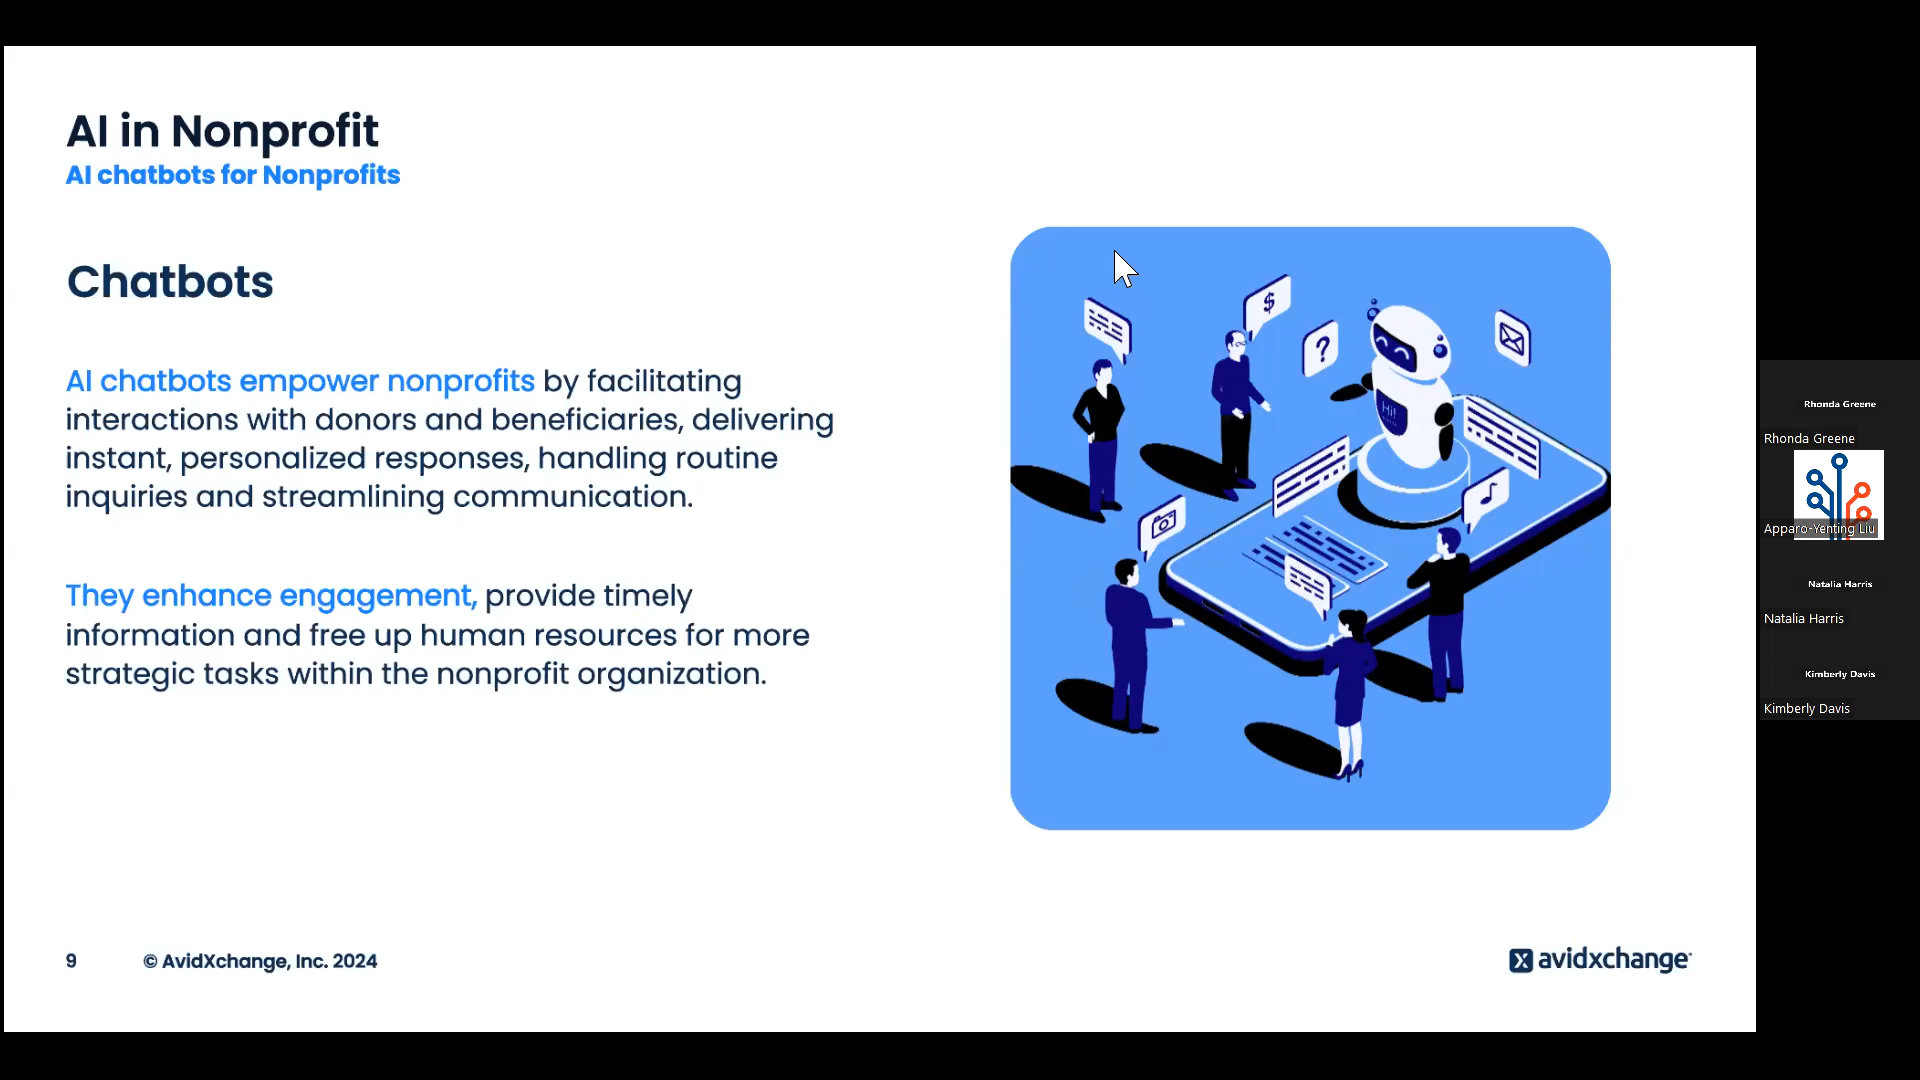 AI in Nonprofit
AI chatbots for Nonprofits
Chatbots
AI chatbots empower nonprofits by facilitating
interactions with donors and beneficiaries, delivering
instant, personalized responses, handling routine
inquiries and streamlining communication.
They enhance engagement, provide timely
information and free up human resources for more
strategic tasks within the nonprofit organization.
$
?
Hi!
9
© AvidXchange, Inc. 2024
avidxchange
Rhonda Greene
Rhonda Greene
Apparo-Yenting Liu
Natalia Harris
Natalia Harris
Kimberly Davis
Kimberly Davis